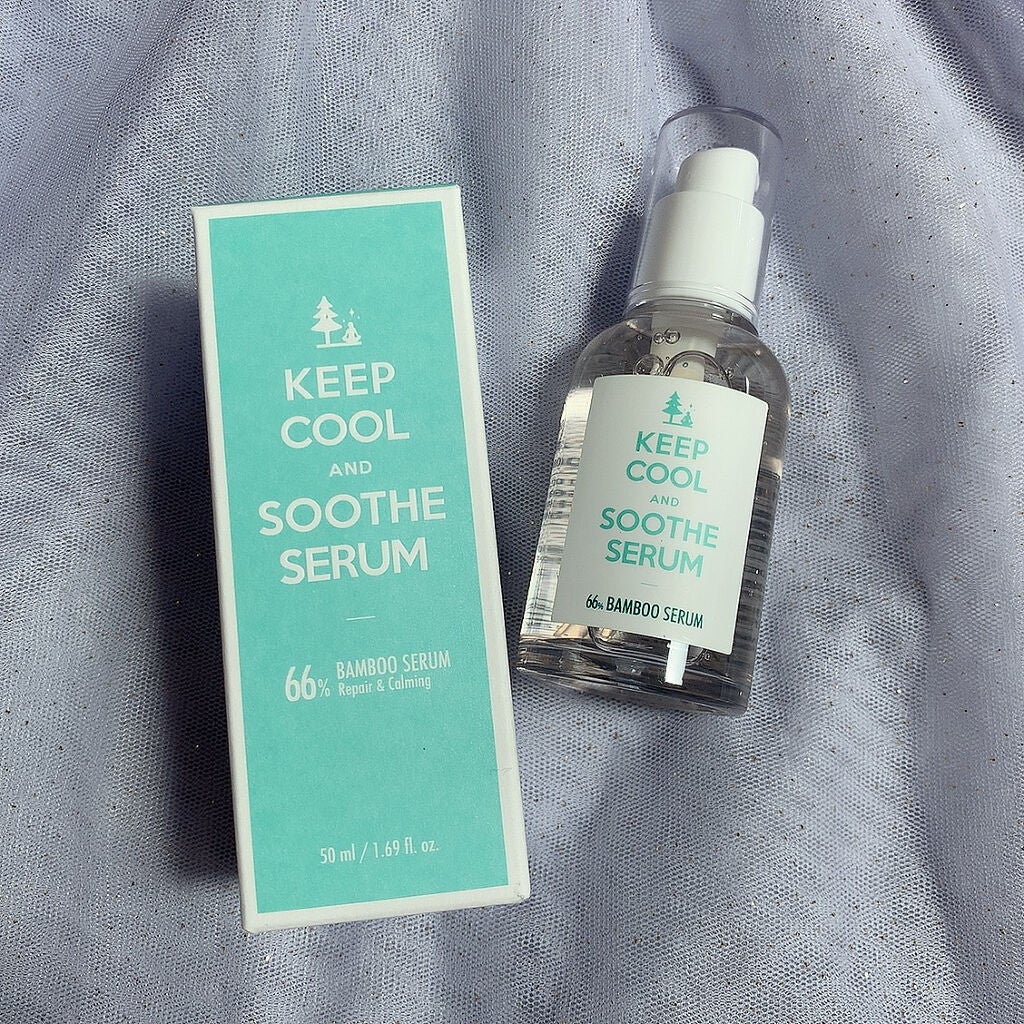 KEEP
COOL
AND
SOOTHE
SERUM
66% BAMBOO SERUM
Repair & Calming
50 ml / 1.69 fl. oz.
KEEP
COOL
AND
SOOTHE
SERUM
66% BAMBOO SERUM